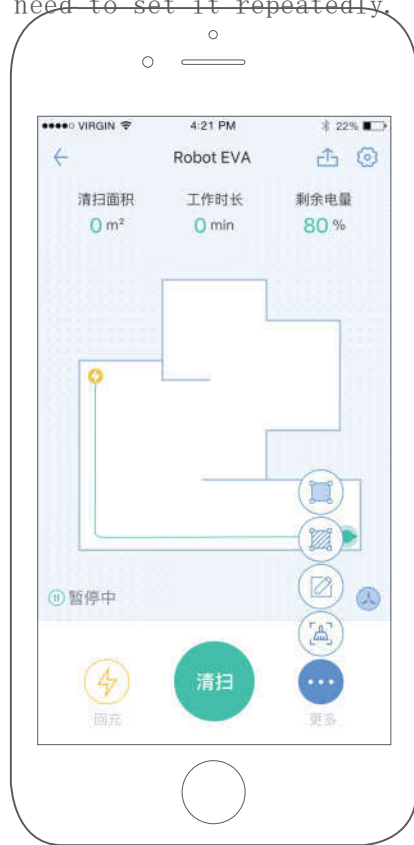 need to set it repeatedly.
VIRGIN 4:21 PM 22%
Robot EVA
清扫面积 工作时长 剩余电量
0 m² 0 min 80 %
暂停中
清扫
回充 更多